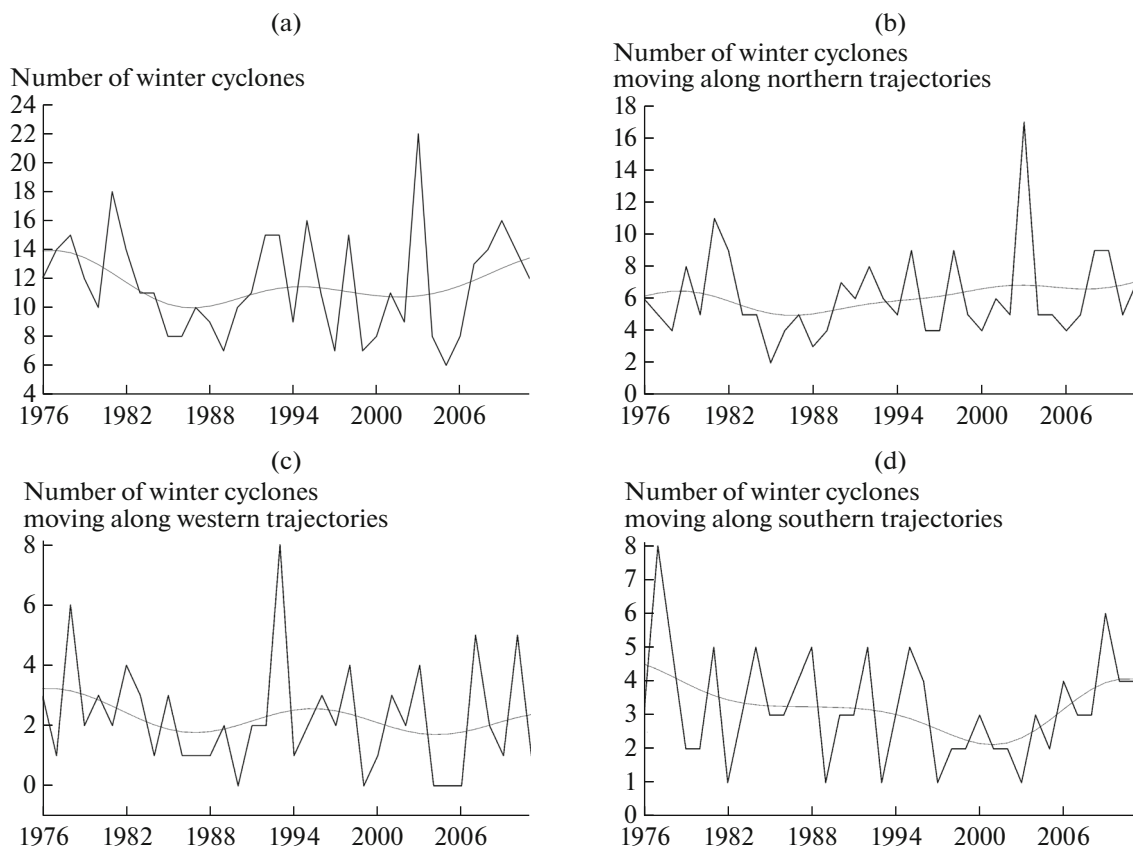 (a)
Number of winter cyclones
24
22
20
18
16
14
12
10
8
6
4
1976 1982 1988 1994 2000 2006
(b)
Number of winter cyclones
moving along northern trajectories
18
16
14
12
10
8
6
4
2
0
1976 1982 1988 1994 2000 2006
(c)
Number of winter cyclones
moving along western trajectories
8
6
4
2
0
1976 1982 1988 1994 2000 2006
(d)
Number of winter cyclones
moving along southern trajectories
8
7
6
5
4
3
2
1
0
1976 1982 1988 1994 2000 2006